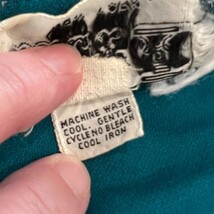 MACHINE WASH
COOL. GENTLE
CYCLE NO BLEACH
COOL IRON